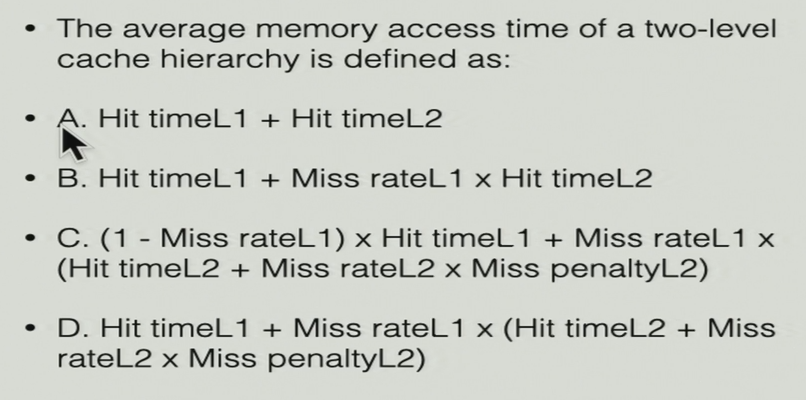 • The average memory access time of a two-level
cache hierarchy is defined as:
• A. Hit timeL1 + Hit timeL2
• B. Hit timeL1 + Miss rateL1 x Hit timeL2
• C. (1 - Miss rateL1) x Hit timeL1 + Miss rateL1 x
(Hit timeL2 + Miss rateL2 x Miss penaltyL2)
• D. Hit timeL1 + Miss rateL1 x (Hit timeL2 + Miss
rateL2 x Miss penaltyL2)